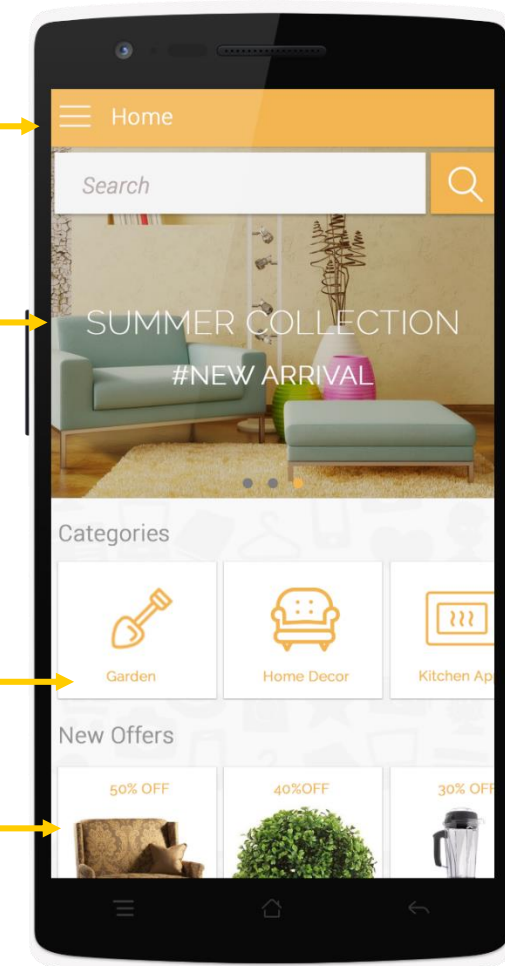 Home
Search
SUMMER COLLECTION
#NEW ARRIVAL
Categories
Garden
Home Decor
Kitchen Ap
New Offers
50% OFF
40%OFF
30% OFF